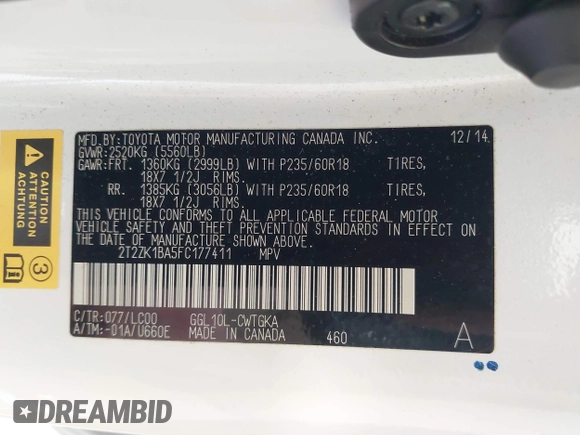 MFD.BY:TOYOTA MOTOR MANUFACTURING CANADA INC. 12/14
GVWR:2520KG (5560LB)
GAWR:FRT. 1360KG (2999LB) WITH P235/60R18 TIRES,
18X7 1/2J RIMS.
RR. 1385KG (3056LB) WITH P235/60R18 TIRES,
18X7 1/2J RIMS.
THIS VEHICLE CONFORMS TO ALL APPLICABLE FEDERAL MOTOR
VEHICLE SAFETY AND THEFT PREVENTION STANDARDS IN EFFECT ON
THE DATE OF MANUFACTURE SHOWN ABOVE.
2T2ZK1BA5FC177411 MPV
C/TR:077/LC00 GGL10L-CWTGKA
A/TM:-01A/U660E MADE IN CANADA 460 A
CAUTION
ATTENTION
3
DREAMBID